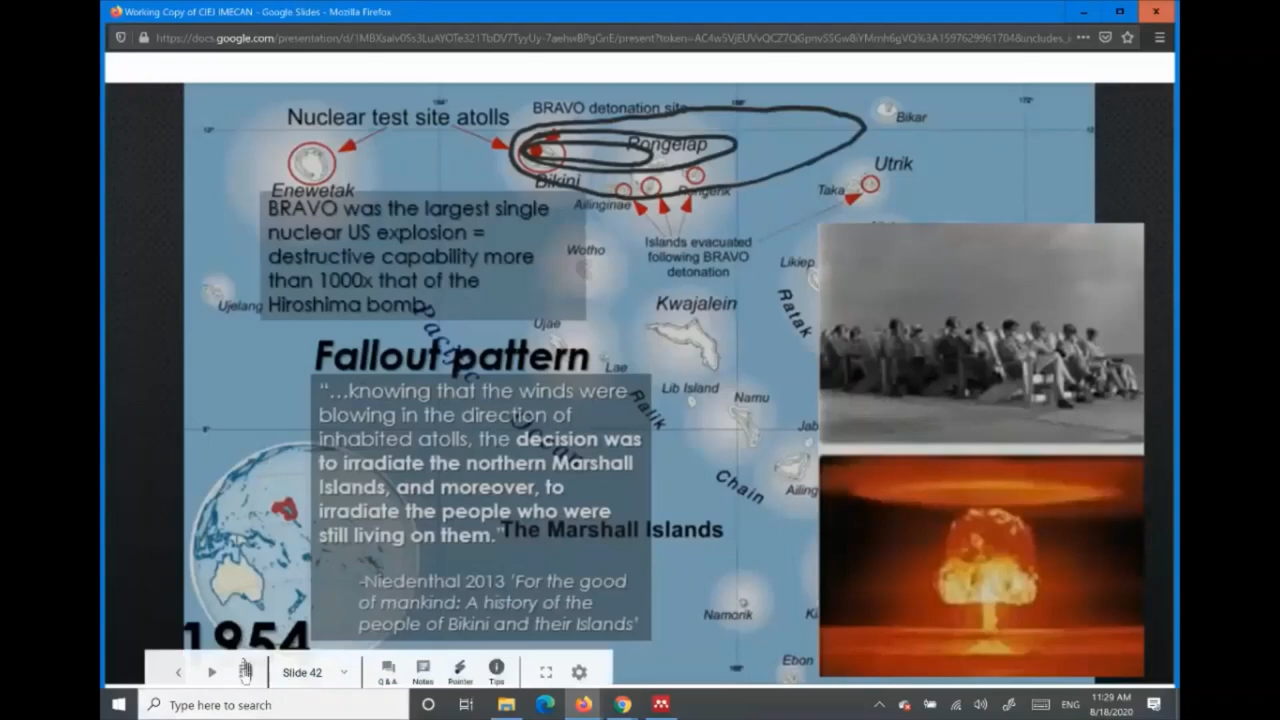 Working Copy of CIEJ IMECAN - Google Slides - Mozilla Firefox
Nuclear test site atolls
BRAVO detonation site
Bikar
Rongelap
Utrik
Enewetak
Bikini
Taka
Rongerik
Ailinginae
BRAVO was the largest single
nuclear US explosion =
destructive capability more
than 1000x that of the
Hiroshima bomb
Islands evacuated
following BRAVO
detonation
Wotho
Likiep
Ujelang
Kwajalein
Ratak
Ujae
Pacific
Fallout pattern
Lae
Lib Island
Namu
Ralik
Jab
Chain
Ailing
"...knowing that the winds were
blowing in the direction of
inhabited atolls, the decision was
to irradiate the northern Marshall
Islands, and moreover, to
irradiate the people who were
still living on them."
The Marshall Islands
-Niedenthal 2013 'For the good
of mankind: A history of the
people of Bikini and their Islands'
Namorik
Ki
Ebon
1954
Slide 42
Q & A
Notes
Pointer
Tips
Type here to search
ENG
11:29 AM
8/18/2020